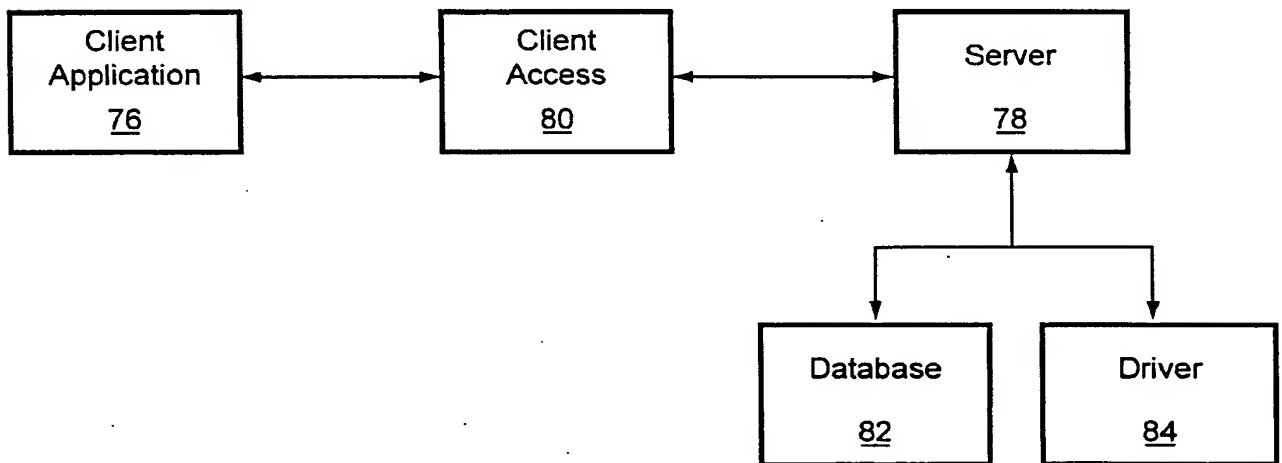 Client
Application
76
Client
Access
80
Server
78
Database
82
Driver
84